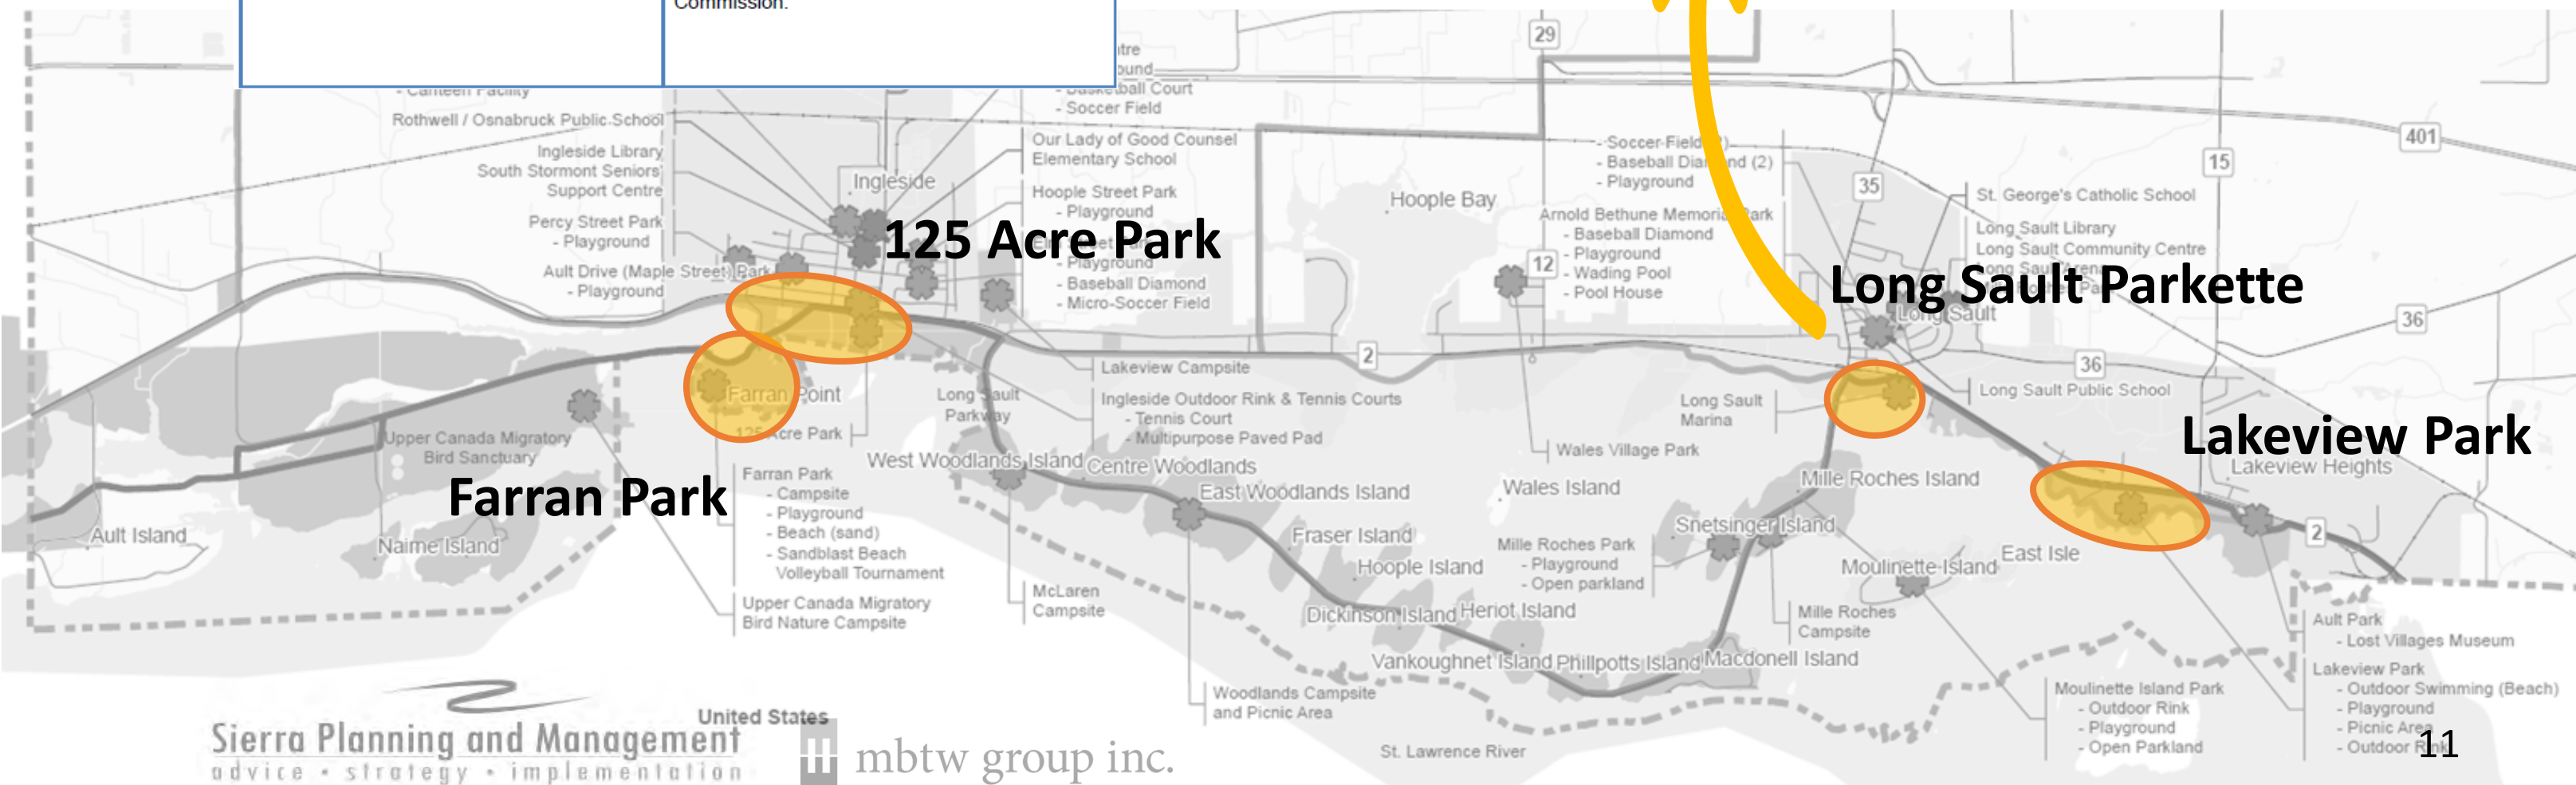 Commission.
29
- Canteen Facility
- Basketball Court
- Soccer Field
Rothwell / Osnabruck Public School
Ingleside Library
South Stormont Seniors'
Support Centre
Percy Street Park
- Playground
Ault Drive (Maple Street) Park
- Playground
Ingleside
Our Lady of Good Counsel
Elementary School
Hoople Street Park
- Playground
- Playground
- Baseball Diamond
- Micro-Soccer Field
125 Acre Park
Hoople Bay
- Baseball Diamond (2)
- Playground
Arnold Bethune Memorial Park
- Baseball Diamond
- Playground
- Wading Pool
- Pool House
12
35
15
401
St. George's Catholic School
Long Sault Library
Long Sault Community Centre
Long Sault Parkette
Long Sault
36
36
2
Lakeview Campsite
Ingleside Outdoor Rink & Tennis Courts
- Tennis Court
- Multipurpose Paved Pad
Long Sault
Parkway
Farran Point
125 Acre Park
Long Sault
Marina
Long Sault Public School
Lakeview Park
Lakeview Heights
Wales Village Park
Upper Canada Migratory
Bird Sanctuary
Farran Park
Farran Park
- Campsite
- Playground
- Beach (sand)
- Sandblast Beach
Volleyball Tournament
Upper Canada Migratory
Bird Nature Campsite
West Woodlands Island
Centre Woodlands
East Woodlands Island
Wales Island
Mille Roches Island
Ault Island
Nairne Island
Fraser Island
Hoople Island
Mille Roches Park
- Playground
- Open parkland
Snetsinger Island
Moulinette Island
East Isle
2
McLaren
Campsite
Dickinson Island
Heriot Island
Mille Roches
Campsite
Vankoughnet Island
Phillpotts Island
Macdonell Island
Ault Park
- Lost Villages Museum
Lakeview Park
- Outdoor Swimming (Beach)
- Playground
- Picnic Area
- Outdoor Rink
Woodlands Campsite
and Picnic Area
Moulinette Island Park
- Outdoor Rink
- Playground
- Open Parkland
United States
St. Lawrence River
Sierra Planning and Management
advice • strategy • implementation
mbtw group inc.
11